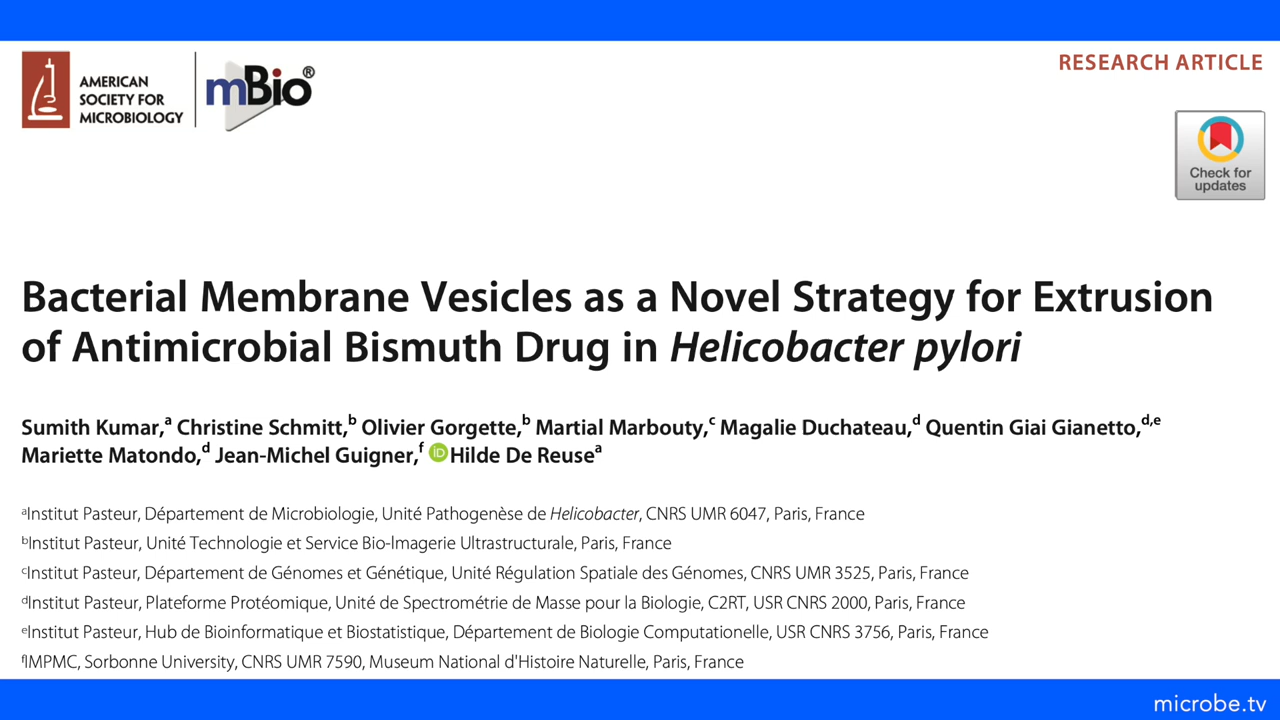 AMERICAN
SOCIETY FOR
MICROBIOLOGY
mBio®
RESEARCH ARTICLE
Check for
updates
Bacterial Membrane Vesicles as a Novel Strategy for Extrusion
of Antimicrobial Bismuth Drug in Helicobacter pylori
Sumith Kumar,ᵃ Christine Schmitt,ᵇ Olivier Gorgette,ᵇ Martial Marbouty,ᶜ Magalie Duchateau,ᵈ Quentin Giai Gianetto,ᵈ,ᵉ
Mariette Matondo,ᵈ Jean-Michel Guigner,ᶠ iD Hilde De Reuseᵃ
ᵃInstitut Pasteur, Département de Microbiologie, Unité Pathogenèse de Helicobacter, CNRS UMR 6047, Paris, France
ᵇInstitut Pasteur, Unité Technologie et Service Bio-Imagerie Ultrastructurale, Paris, France
ᶜInstitut Pasteur, Département de Génomes et Génétique, Unité Régulation Spatiale des Génomes, CNRS UMR 3525, Paris, France
ᵈInstitut Pasteur, Plateforme Protéomique, Unité de Spectrométrie de Masse pour la Biologie, C2RT, USR CNRS 2000, Paris, France
ᵉInstitut Pasteur, Hub de Bioinformatique et Biostatistique, Département de Biologie Computationelle, USR CNRS 3756, Paris, France
ᶠIMPMC, Sorbonne University, CNRS UMR 7590, Museum National d'Histoire Naturelle, Paris, France
microbe.tv